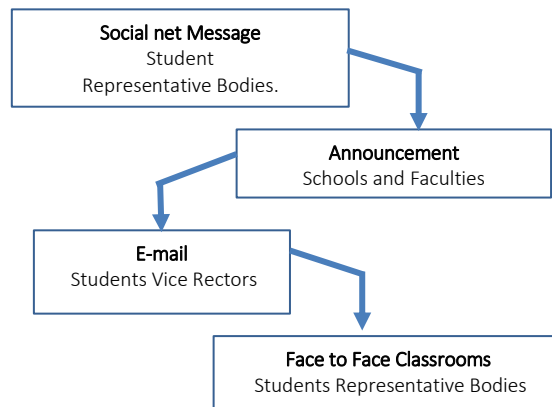 Social net Message
Student
Representative Bodies.
Announcement
Schools and Faculties
E-mail
Students Vice Rectors
Face to Face Classrooms
Students Representative Bodies